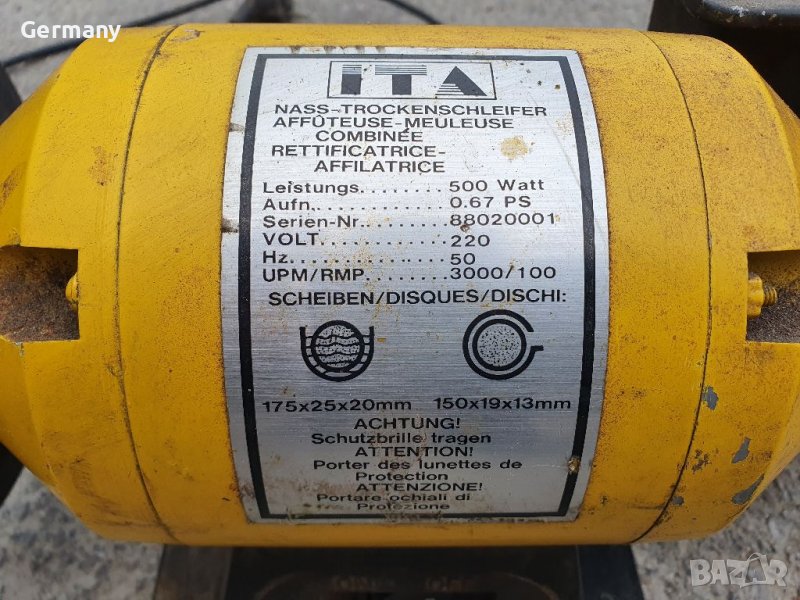 Germany
ITA
NASS-TROCKENSCHLEIFER
AFFÛTEUSE-MEULEUSE
COMBINÉE
RETTIFICATRICE-
AFFILATRICE
Leistungs........ 500 Watt
Aufn............. 0.67 PS
Serien-Nr........ 88020001
VOLT............. 220
Hz............... 50
UPM/RMP........ 3000/100
SCHEIBEN/DISQUES/DISCHI:
175x25x20mm 150x19x13mm
ACHTUNG!
Schutzbrille tragen
ATTENTION!
Porter des lunettes de
Protection
ATTENZIONE!
Portare ochiali di
Protezione
BAZAR